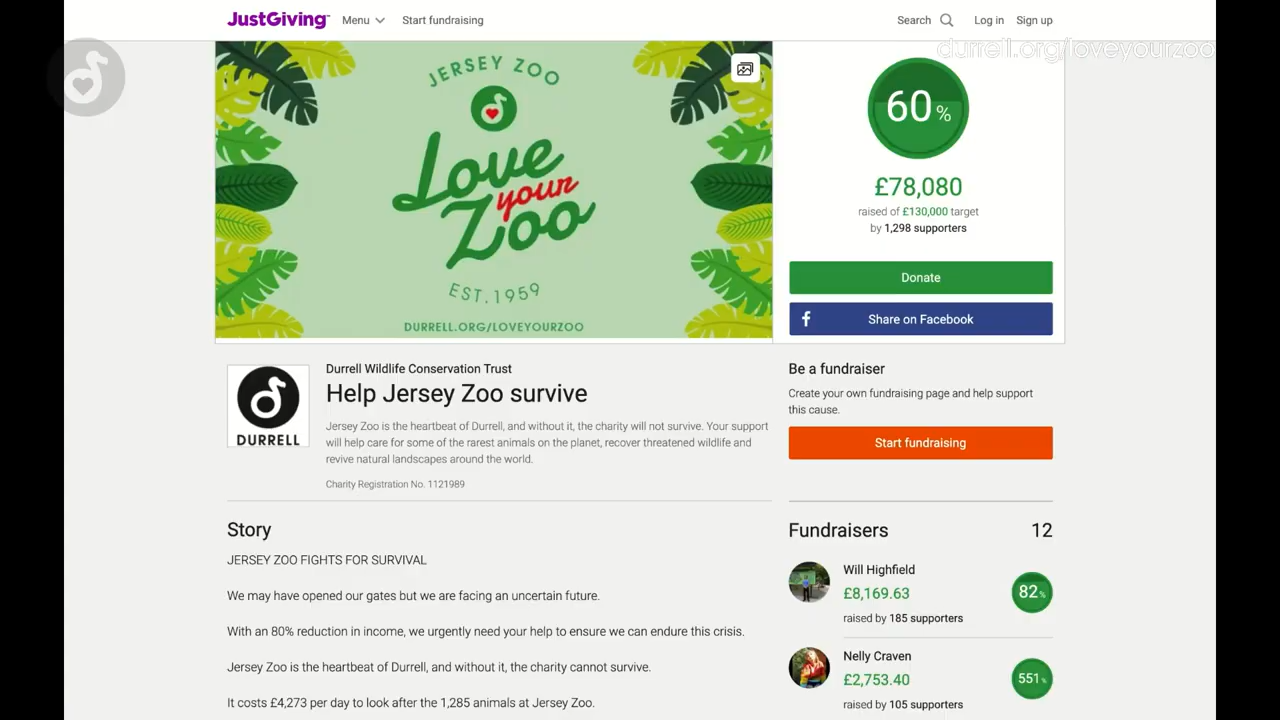 JustGiving™
Menu
Start fundraising
Search
Log in
Sign up
durrell.org/loveyourzoo
JERSEY ZOO
Love
your
Zoo
EST.1959
DURRELL.ORG/LOVEYOURZOO
60%
£78,080
raised of £130,000 target
by 1,298 supporters
Donate
Share on Facebook
DURRELL
Durrell Wildlife Conservation Trust
Help Jersey Zoo survive
Jersey Zoo is the heartbeat of Durrell, and without it, the charity will not survive. Your support
will help care for some of the rarest animals on the planet, recover threatened wildlife and
revive natural landscapes around the world.
Charity Registration No. 1121989
Be a fundraiser
Create your own fundraising page and help support
this cause.
Start fundraising
Story
JERSEY ZOO FIGHTS FOR SURVIVAL
We may have opened our gates but we are facing an uncertain future.
With an 80% reduction in income, we urgently need your help to ensure we can endure this crisis.
Jersey Zoo is the heartbeat of Durrell, and without it, the charity cannot survive.
It costs £4,273 per day to look after the 1,285 animals at Jersey Zoo.
Fundraisers
12
Will Highfield
£8,169.63
raised by 185 supporters
82%
Nelly Craven
£2,753.40
raised by 105 supporters
551%